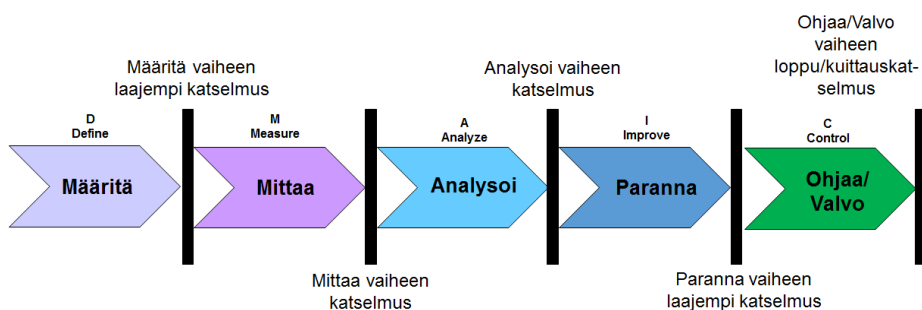 Ohjaa/Valvo
vaiheen
loppu/kuittauskat-
selmus
Määritä vaiheen
laajempi katselmus
Analysoi vaiheen
katselmus
D
Define
M
Measure
A
Analyze
I
Improve
C
Control
Määritä
Mittaa
Analysoi
Paranna
Ohjaa/
Valvo
Mittaa vaiheen
katselmus
Paranna vaiheen
laajempi katselmus